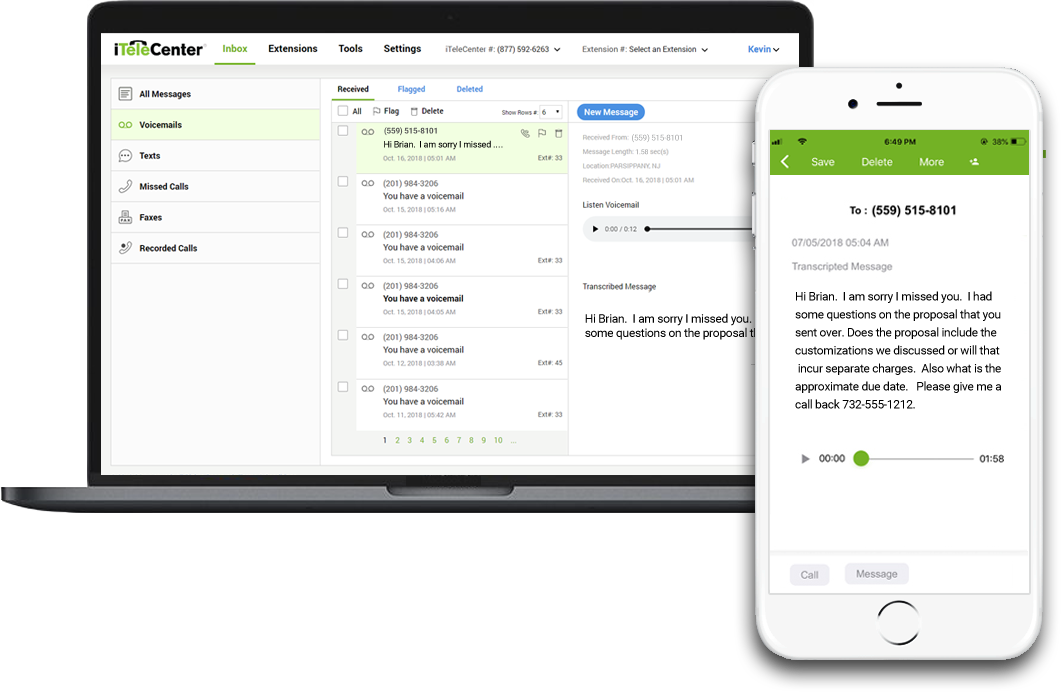 iTeleCenter
Inbox
Extensions
Tools
Settings
iTeleCenter #: (877) 592-6263
Extension #: Select an Extension
Kevin
All Messages
Voicemails
Texts
Missed Calls
FAX
Faxes
Recorded Calls
Received
Flagged
Deleted
All
Flag
Delete
Show Rows #: 6
(559) 515-8101
Hi Brian.  I am sorry I missed ....
Oct. 16, 2018 | 05:01 AM
Ext#: 33
(201) 984-3206
You have a voicemail
Oct. 15, 2018 | 05:16 AM
(201) 984-3206
You have a voicemail
Oct. 15, 2018 | 04:06 AM
Ext#: 33
(201) 984-3206
You have a voicemail
Oct. 15, 2018 | 04:05 AM
Ext#: 33
(201) 984-3206
You have a voicemail
Oct. 12, 2018 | 03:38 AM
Ext#: 45
(201) 984-3206
You have a voicemail
Oct. 11, 2018 | 05:42 AM
Ext#: 33
1 2 3 4 5 6 7 8 9 10 ...
New Message
Received From: (559) 515-8101
Message Length: 1.58 sec(s)
Location:PARSIPPANY, NJ
Received On:Oct. 16, 2018 | 05:01 AM
Listen Voicemail
0:00 / 0:12
Transcribed Message
Hi Brian.  I am sorry I missed you.
some questions on the proposal t
6:49 PM
38%
Save
Delete
More
To : (559) 515-8101
07/05/2018 05:04 AM
Transcripted Message
Hi Brian.  I am sorry I missed you.  I had
some questions on the proposal that you
sent over. Does the proposal include the
customizations we discussed or will that
incur separate charges.  Also what is the
approximate due date.   Please give me a
call back 732-555-1212.
00:00
01:58
Call
Message